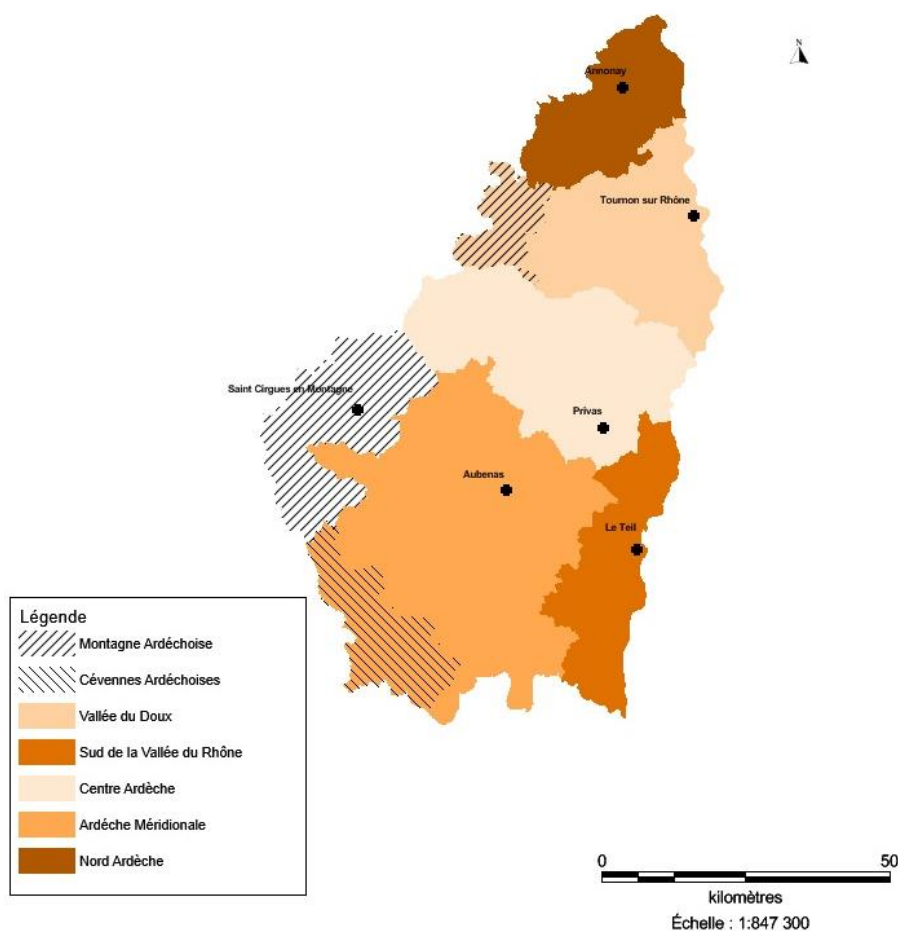 N
Annonay
Tournon sur Rhône
Saint Cirgues en Montagne
Privas
Aubenas
Le Teil
Légende
Montagne Ardéchoise
Cévennes Ardéchoises
Vallée du Doux
Sud de la Vallée du Rhône
Centre Ardèche
Ardéche Méridionale
Nord Ardèche
0 50
kilomètres
Échelle : 1:847 300